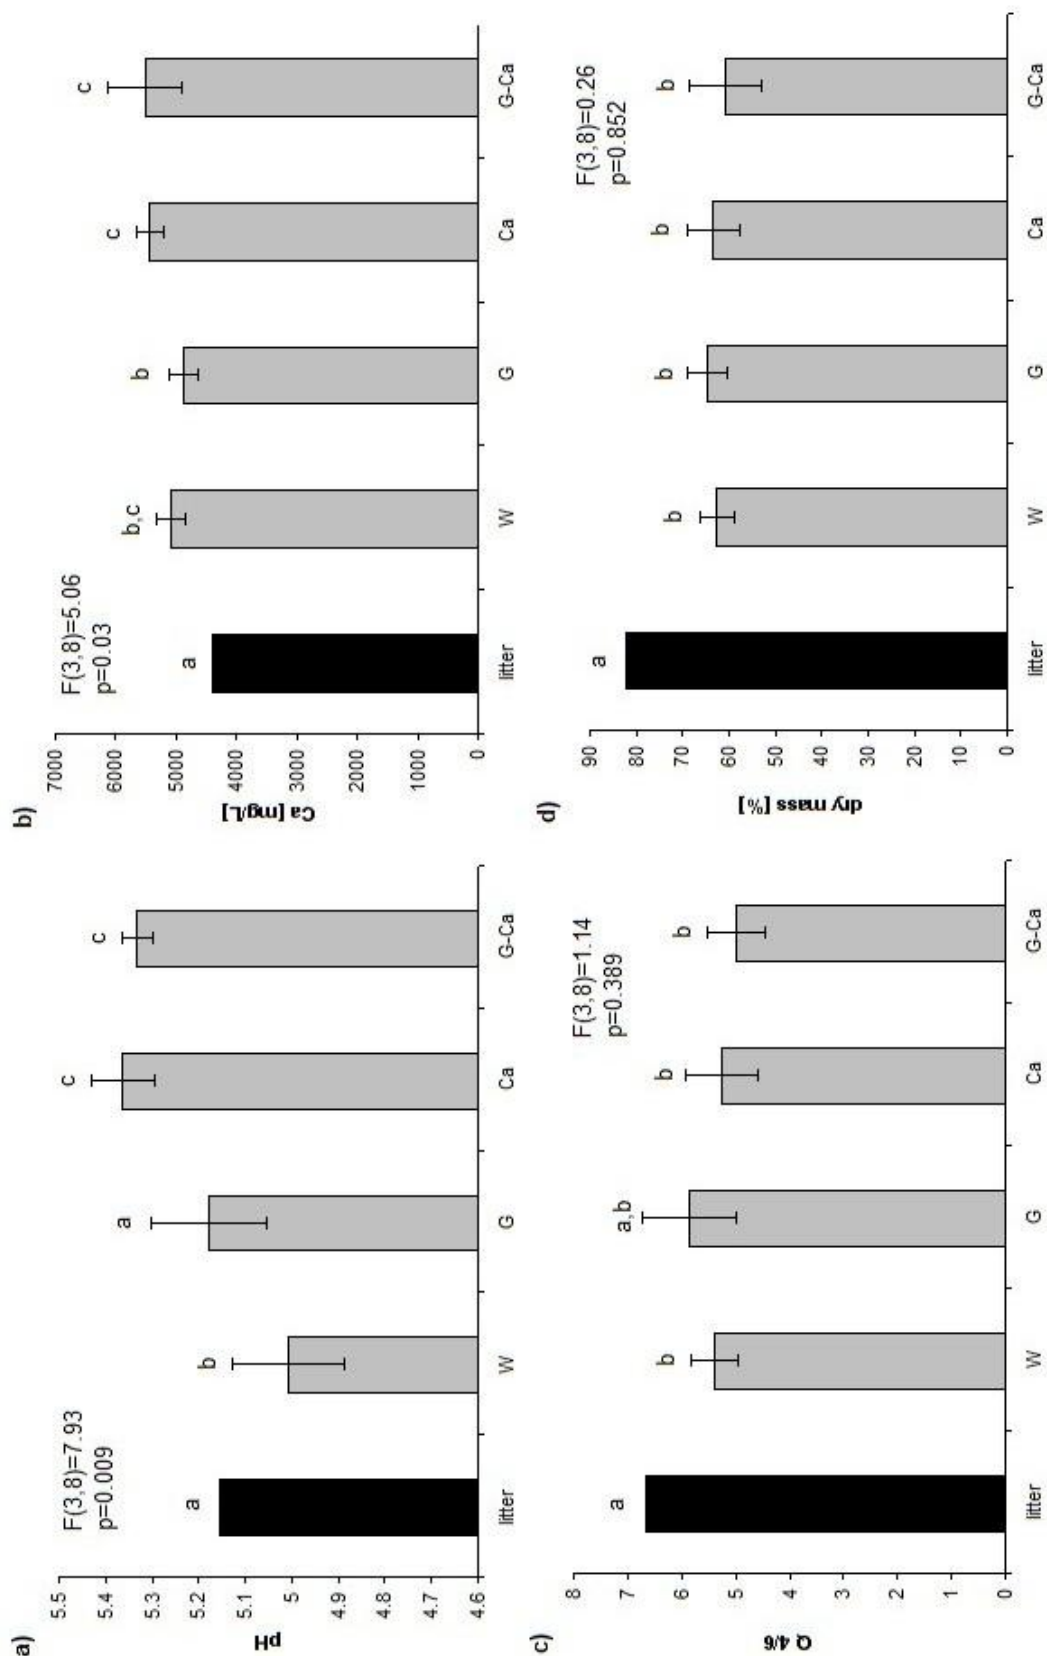 a)
F(3,8)=7.93
p=0.009
pH
5.5
5.4
5.3
5.2
5.1
5
4.9
4.8
4.7
4.6
a
b
a
c
c
litter
W
G
Ca
G-Ca
b)
F(3,8)=5.06
p=0.03
Ca [mg/L]
7000
6000
5000
4000
3000
2000
1000
0
a
b,c
b
c
c
litter
W
G
Ca
G-Ca
c)
F(3,8)=1.14
p=0.389
Q 4/6
8
7
6
5
4
3
2
1
0
a
b
a,b
b
b
litter
W
G
Ca
G-Ca
d)
F(3,8)=0.26
p=0.852
dry mass [%]
90
80
70
60
50
40
30
20
10
0
a
b
b
b
b
litter
W
G
Ca
G-Ca